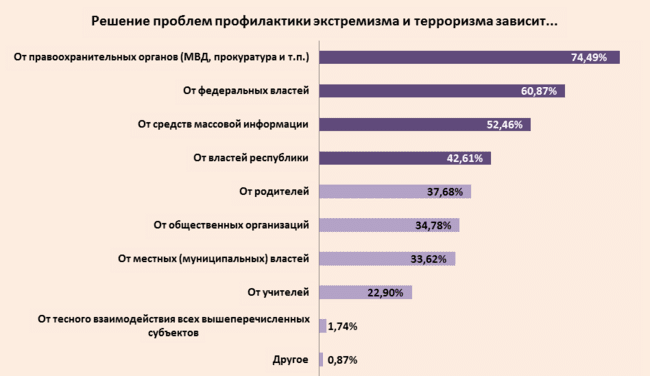 Решение проблем профилактики экстремизма и терроризма зависит...
От правоохранительных органов (МВД, прокуратура и т.п.) 74,49%
От федеральных властей 60,87%
От средств массовой информации 52,46%
От властей республики 42,61%
От родителей 37,68%
От общественных организаций 34,78%
От местных (муниципальных) властей 33,62%
От учителей 22,90%
От тесного взаимодействия всех вышеперечисленных
субъектов 1,74%
Другое 0,87%